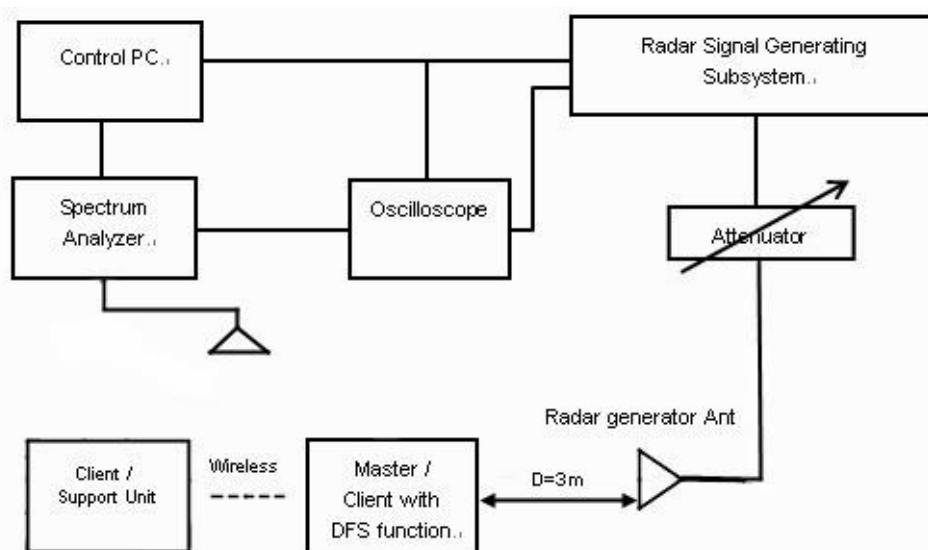 Control PC.
Radar Signal Generating
Subsystem.
Spectrum
Analyzer.
Oscilloscope
Attenuator
Radar generator Ant
Client /
Support Unit
Wireless
Master /
Client with
DFS function.
D=3m